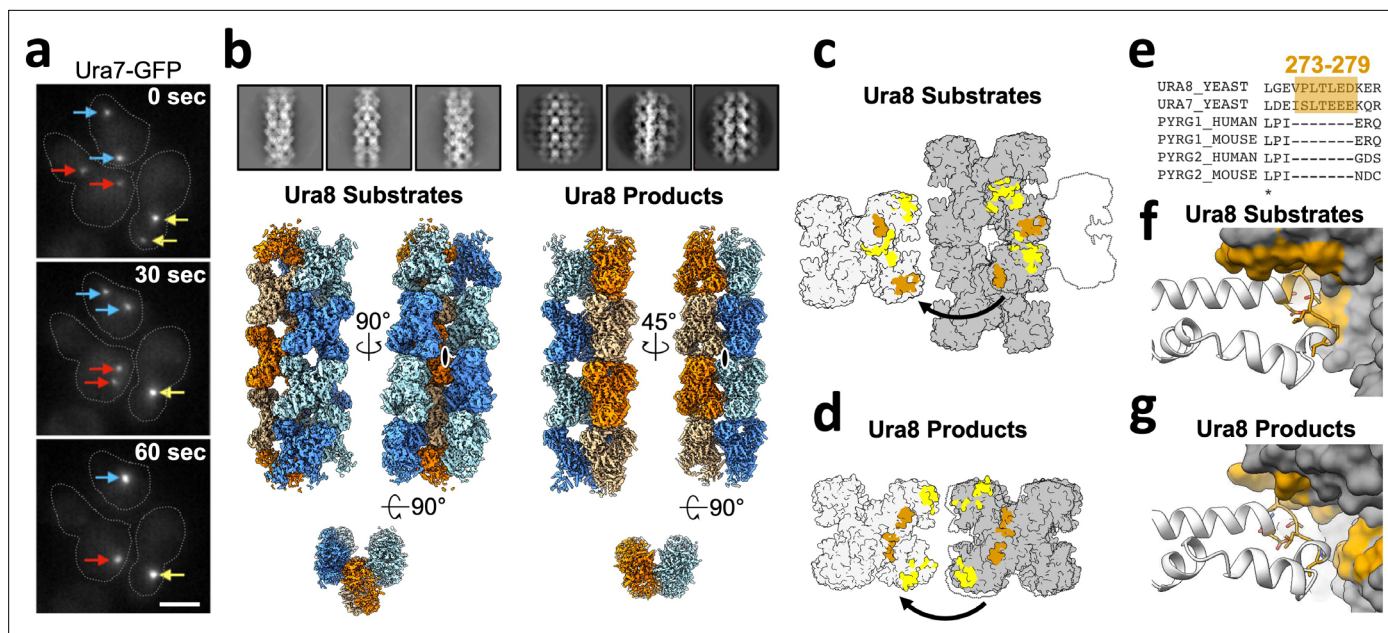 a
Ura7-GFP
0 sec
30 sec
60 sec
b
Ura8 Substrates
Ura8 Products
90°
45°
90°
90°
c
Ura8 Substrates
d
Ura8 Products
e
273-279
URA8_YEAST LGEVPLTLEDKER
URA7_YEAST LDEISLTEEEKQR
PYRG1_HUMAN LPI-------ERQ
PYRG1_MOUSE LPI-------ERQ
PYRG2_HUMAN LPI-------GDS
PYRG2_MOUSE LPI-------NDC
*
f
Ura8 Substrates
g
Ura8 Products